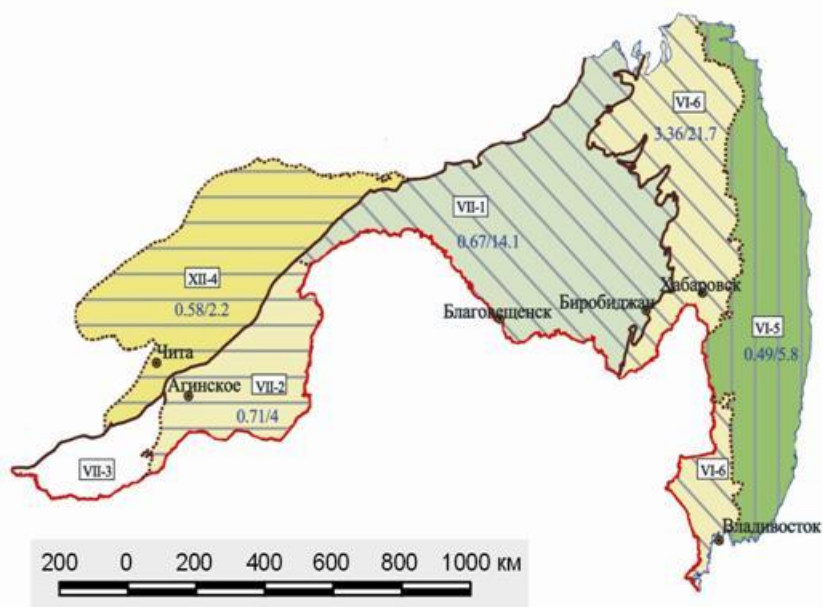 VI-6
3.36/21.7
VII-1
0.67/14.1
XII-4
0.58/2.2
Хабаровск
Биробиджан
Благовещенск
VI-5
0.49/5.8
Чита
Агинское
VII-2
0.71/4
VII-3
VI-6
Владивосток
200 0 200 400 600 800 1000 км